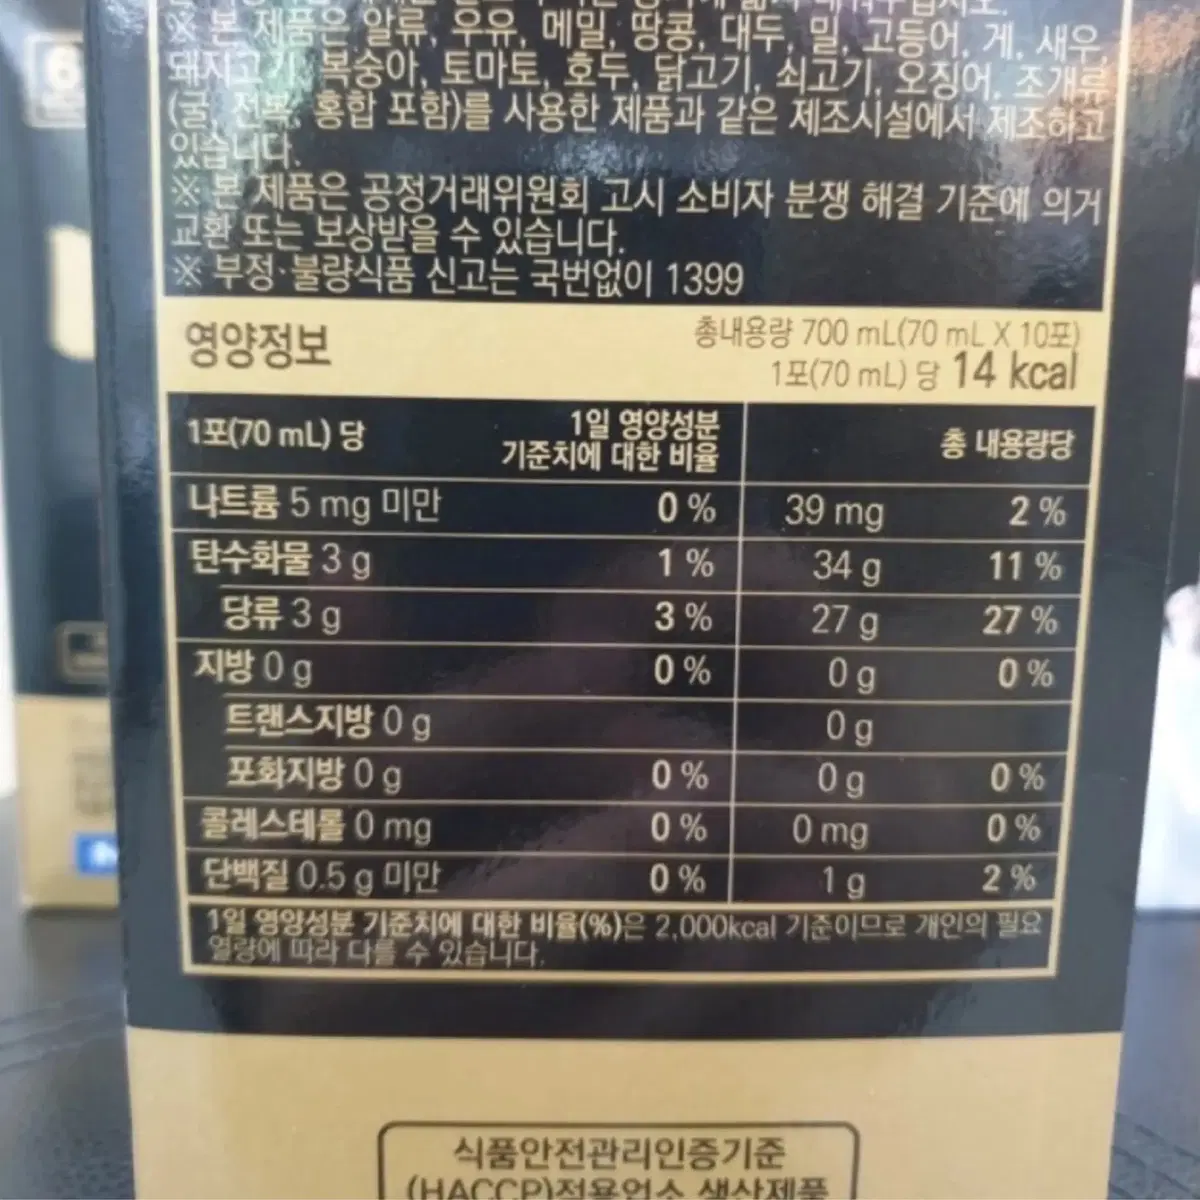 ※ 본 제품은 알류, 우유, 메밀, 땅콩, 대두, 밀, 고등어, 게, 새우,
돼지고기, 복숭아, 토마토, 호두, 닭고기, 쇠고기, 오징어, 조개류
(굴, 전복, 홍합 포함)를 사용한 제품과 같은 제조시설에서 제조하고
있습니다.
※ 본 제품은 공정거래위원회 고시 소비자 분쟁 해결 기준에 의거
교환 또는 보상받을 수 있습니다.
※ 부정·불량식품 신고는 국번없이 1399
영양정보
총내용량 700 mL(70 mL X 10포)
1포(70 mL) 당 14 kcal
1포(70 mL) 당 1일 영양성분 기준치에 대한 비율 총 내용량당
나트륨 5 mg 미만 0 % 39 mg 2 %
탄수화물 3 g 1 % 34 g 11 %
당류 3 g 3 % 27 g 27 %
지방 0 g 0 % 0 g 0 %
트랜스지방 0 g 0 g
포화지방 0 g 0 % 0 g 0 %
콜레스테롤 0 mg 0 % 0 mg 0 %
단백질 0.5 g 미만 0 % 1 g 2 %
1일 영양성분 기준치에 대한 비율(%)은 2,000kcal 기준이므로 개인의 필요
열량에 따라 다를 수 있습니다.
식품안전관리인증기준
(HACCP)적용업소 생산제품